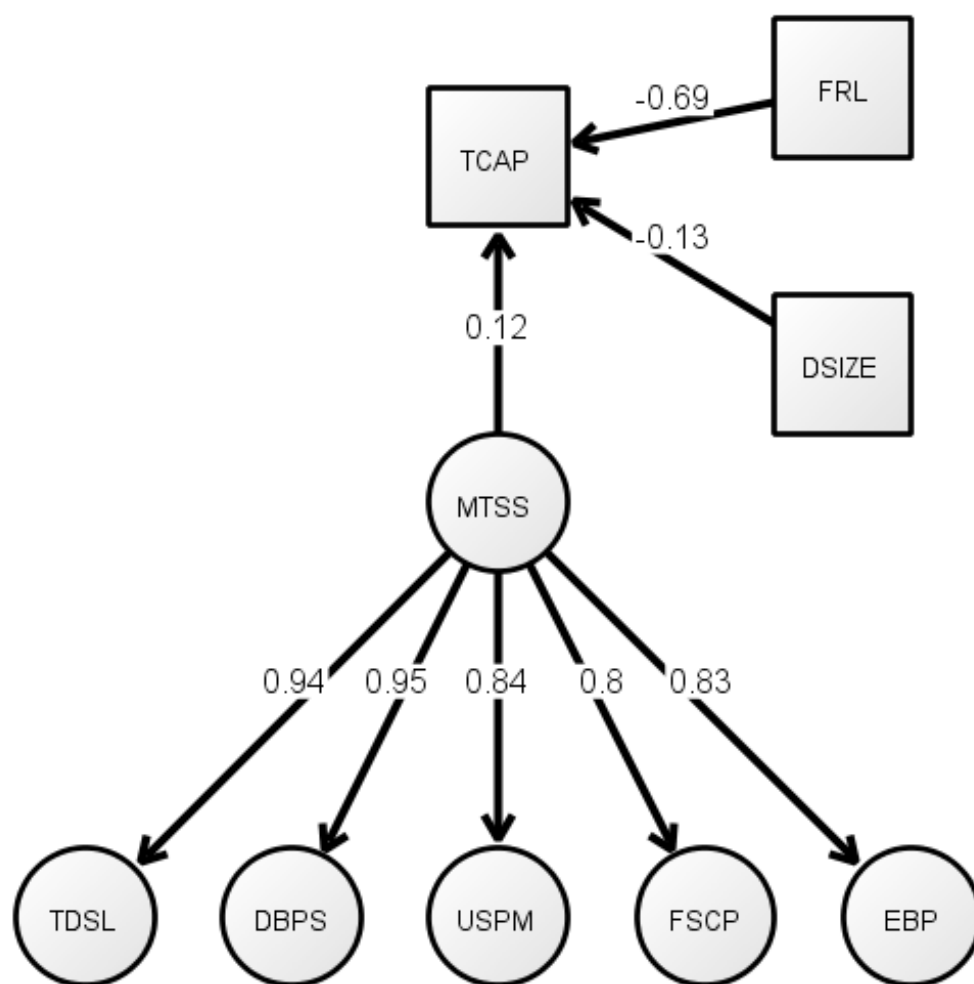 FRL
-0.69
TCAP
-0.13
0.12
DSIZE
MTSS
0.94 0.95 0.84 0.8 0.83
TDSL DBPS USPM FSCP EBP